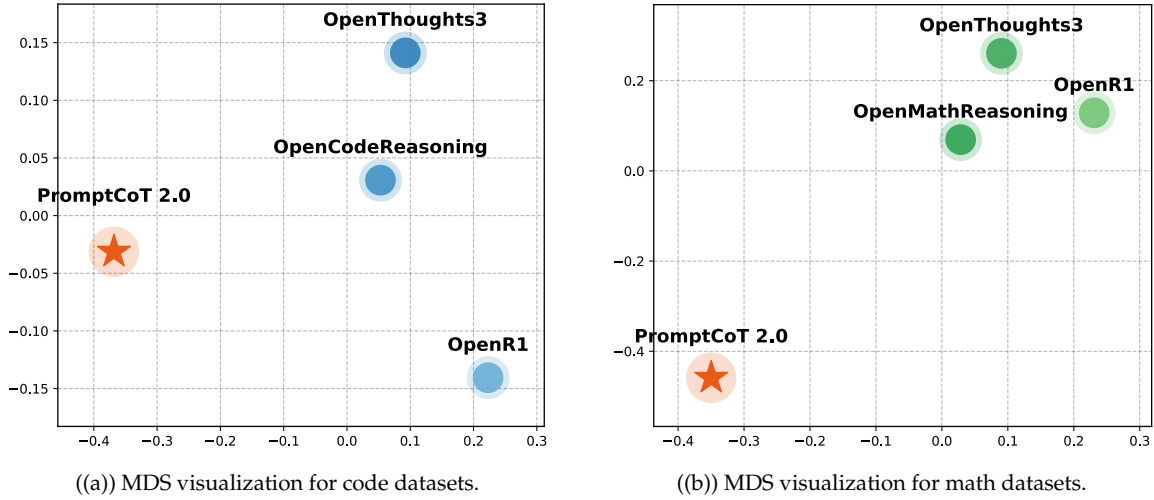 OpenThoughts3
OpenCodeReasoning
PromptCoT 2.0
OpenR1
0.15
0.10
0.05
0.00
−0.05
−0.10
−0.15
−0.4 −0.3 −0.2 −0.1 0.0 0.1 0.2 0.3
((a)) MDS visualization for code datasets.
OpenThoughts3
OpenR1
OpenMathReasoning
PromptCoT 2.0
0.2
0.0
−0.2
−0.4
−0.4 −0.3 −0.2 −0.1 0.0 0.1 0.2 0.3
((b)) MDS visualization for math datasets.